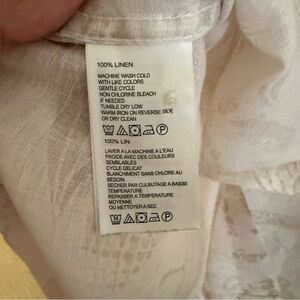 100% LINEN
MACHINE WASH COLD
WITH LIKE COLORS
GENTLE CYCLE
NON CHLORINE BLEACH
IF NEEDED
TUMBLE DRY LOW
WARM IRON ON REVERSE SIDE
OR DRY CLEAN
100% LIN
LAVER A LA MACHINE A L'EAU
FROIDE AVEC DES COULEURS
SEMBLABLES
CYCLE DELICAT
BLANCHIMENT SANS CHLORE AU
BESOIN
SECHER PAR CULBUTAGE A BASSE
TEMPERATURE
REPASSER A TEMPERATURE
MOYENNE
OU NETTOYER A SEC